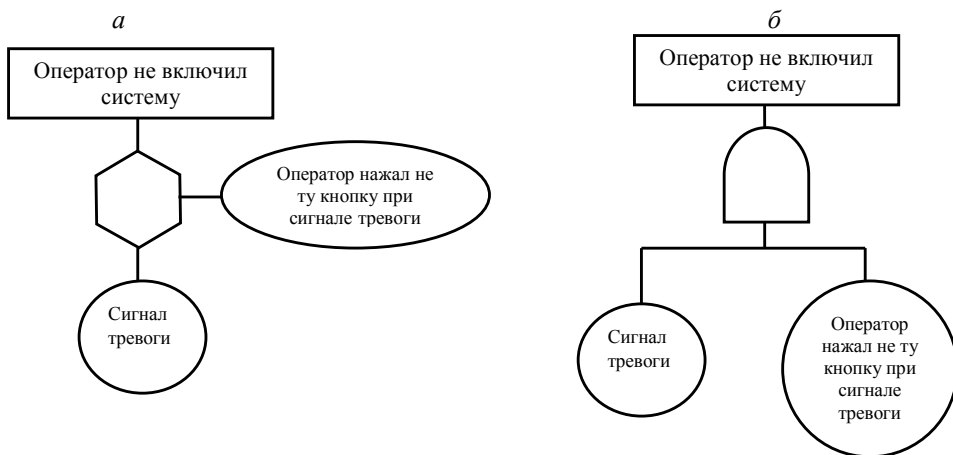 а
Оператор не включил
систему
Оператор нажал не
ту кнопку при
сигнале тревоги
Сигнал
тревоги
б
Оператор не включил
систему
Сигнал
тревоги
Оператор
нажал не ту
кнопку при
сигнале
тревоги